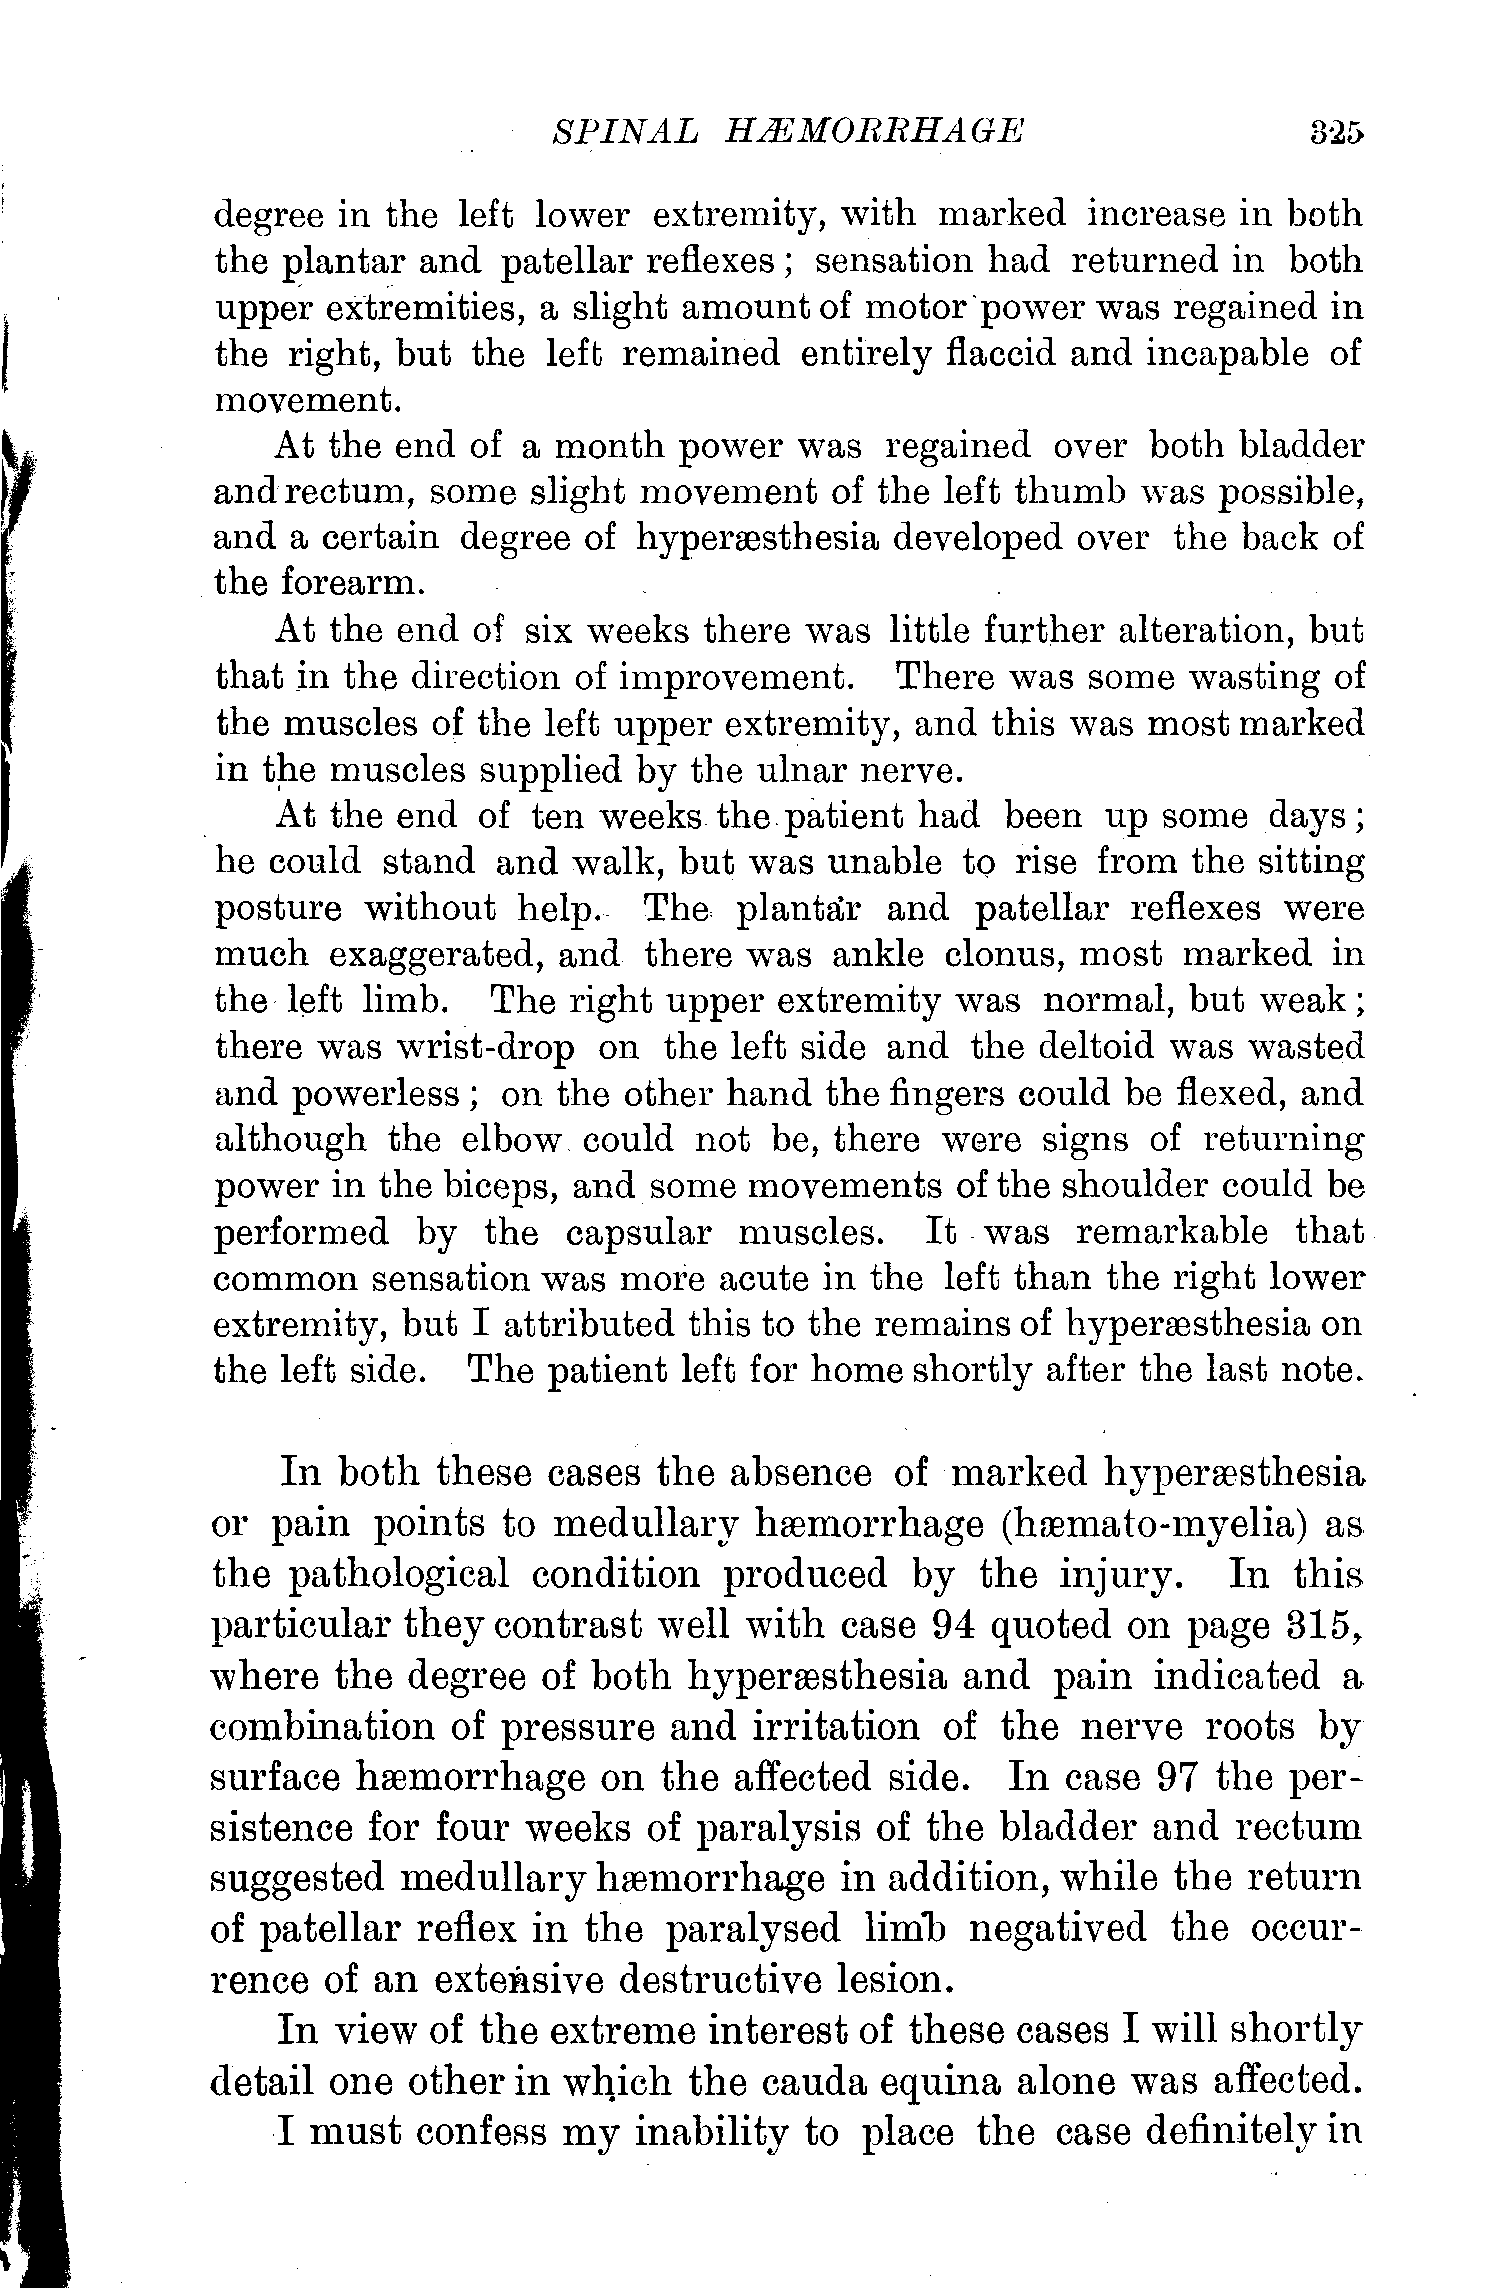 SPINAL HÆMORRHAGE 325
degree in the left lower extremity, with marked increase in both
the plantar and patellar reflexes; sensation had returned in both
upper extremities, a slight amount of motor power was regained in
the right, but the left remained entirely flaccid and incapable of
movement.
At the end of a month power was regained over both bladder
and rectum, some slight movement of the left thumb was possible,
and a certain degree of hyperæsthesia developed over the back of
the forearm.
At the end of six weeks there was little further alteration, but
that in the direction of improvement. There was some wasting of
the muscles of the left upper extremity, and this was most marked
in the muscles supplied by the ulnar nerve.
At the end of ten weeks the patient had been up some days;
he could stand and walk, but was unable to rise from the sitting
posture without help. The plantar and patellar reflexes were
much exaggerated, and there was ankle clonus, most marked in
the left limb. The right upper extremity was normal, but weak;
there was wrist-drop on the left side and the deltoid was wasted
and powerless; on the other hand the fingers could be flexed, and
although the elbow could not be, there were signs of returning
power in the biceps, and some movements of the shoulder could be
performed by the capsular muscles. It was remarkable that
common sensation was more acute in the left than the right lower
extremity, but I attributed this to the remains of hyperæsthesia on
the left side. The patient left for home shortly after the last note.
In both these cases the absence of marked hyperæsthesia
or pain points to medullary hæmorrhage (hæmato-myelia) as
the pathological condition produced by the injury. In this
particular they contrast well with case 94 quoted on page 315,
where the degree of both hyperæsthesia and pain indicated a
combination of pressure and irritation of the nerve roots by
surface hæmorrhage on the affected side. In case 97 the per-
sistence for four weeks of paralysis of the bladder and rectum
suggested medullary hæmorrhage in addition, while the return
of patellar reflex in the paralysed limb negatived the occur-
rence of an extensive destructive lesion.
In view of the extreme interest of these cases I will shortly
detail one other in which the cauda equina alone was affected.
I must confess my inability to place the case definitely in